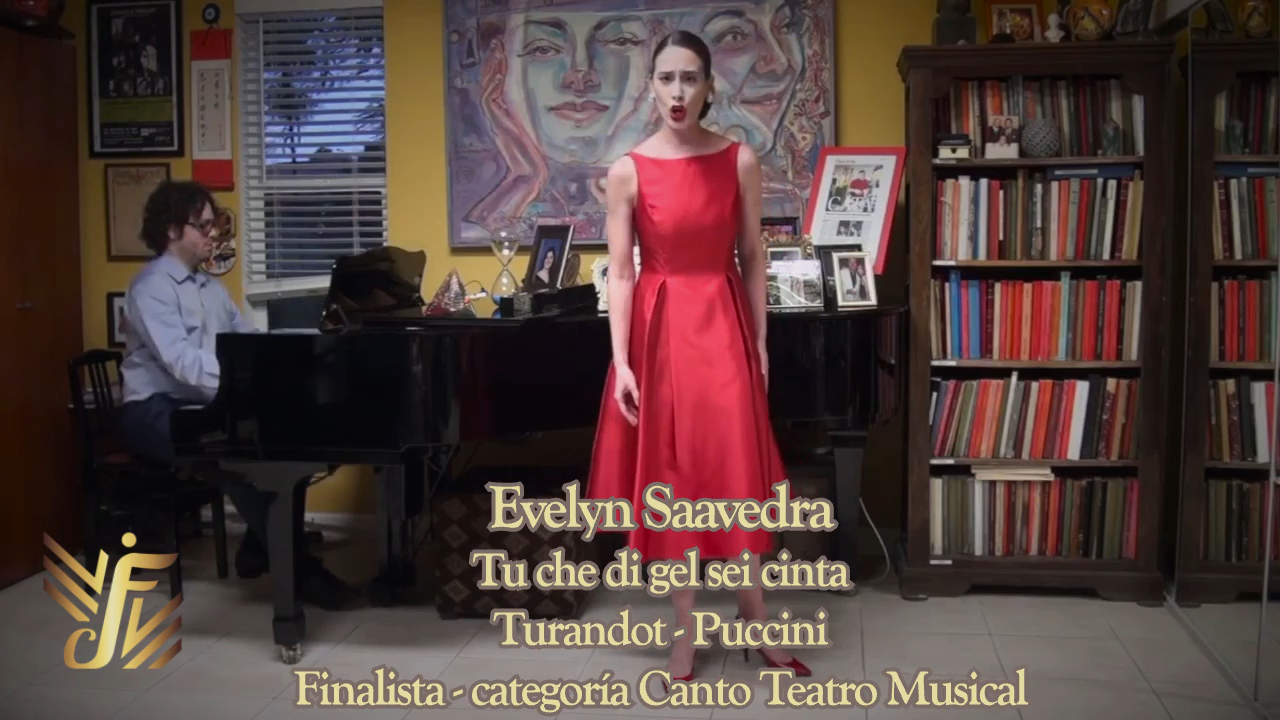 Evelyn Saavedra
Tu che di gel sei cinta
Turandot - Puccini
Finalista - categoría Canto Teatro Musical